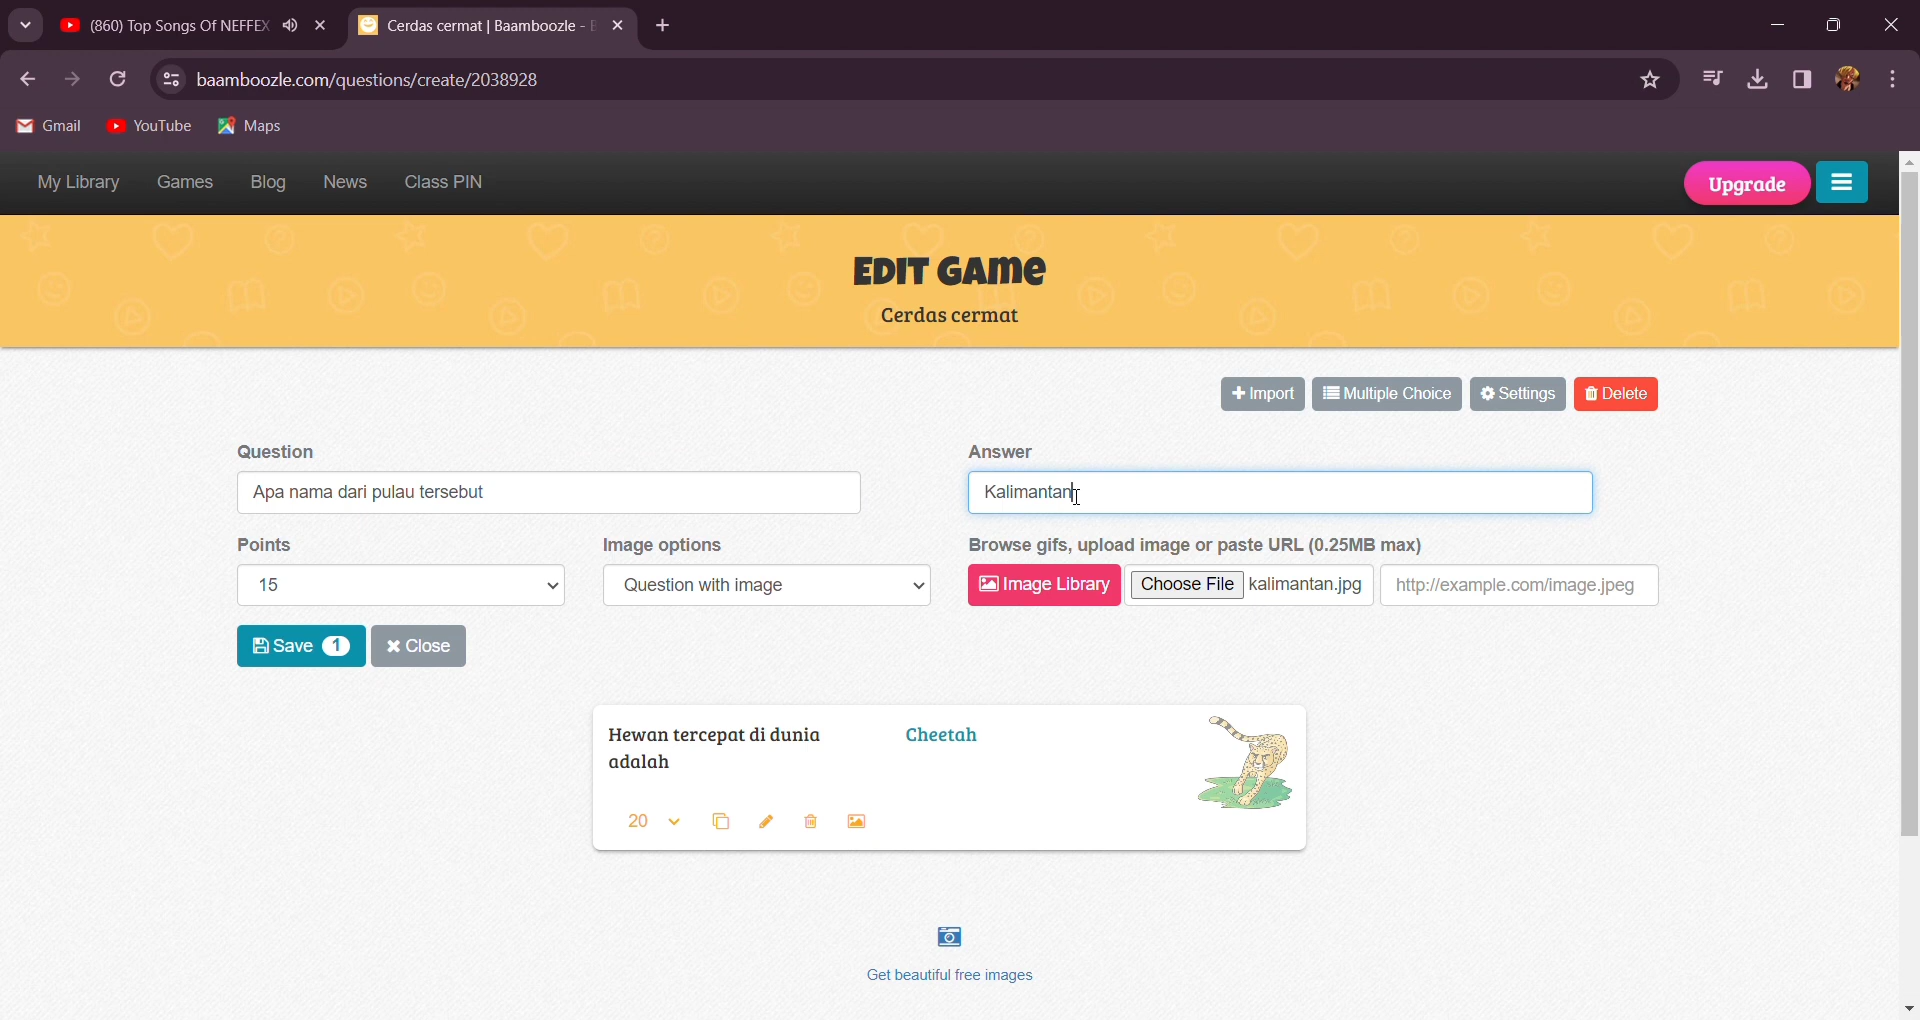 (860) Top Songs Of NEFFEX
Cerdas cermat | Baamboozle -
baamboozle.com/questions/create/2038928
Gmail YouTube Maps
My Library Games Blog News Class PIN Upgrade
EDIT GAME
Cerdas cermat
Import Multiple Choice Settings Delete
Question Answer
Apa nama dari pulau tersebut Kalimantan
Points Image options Browse gifs, upload image or paste URL (0.25MB max)
15 Question with image Image Library Choose File kalimantan.jpg http://example.com/image.jpeg
Save 1 Close
Hewan tercepat di dunia Cheetah
adalah
20
Get beautiful free images